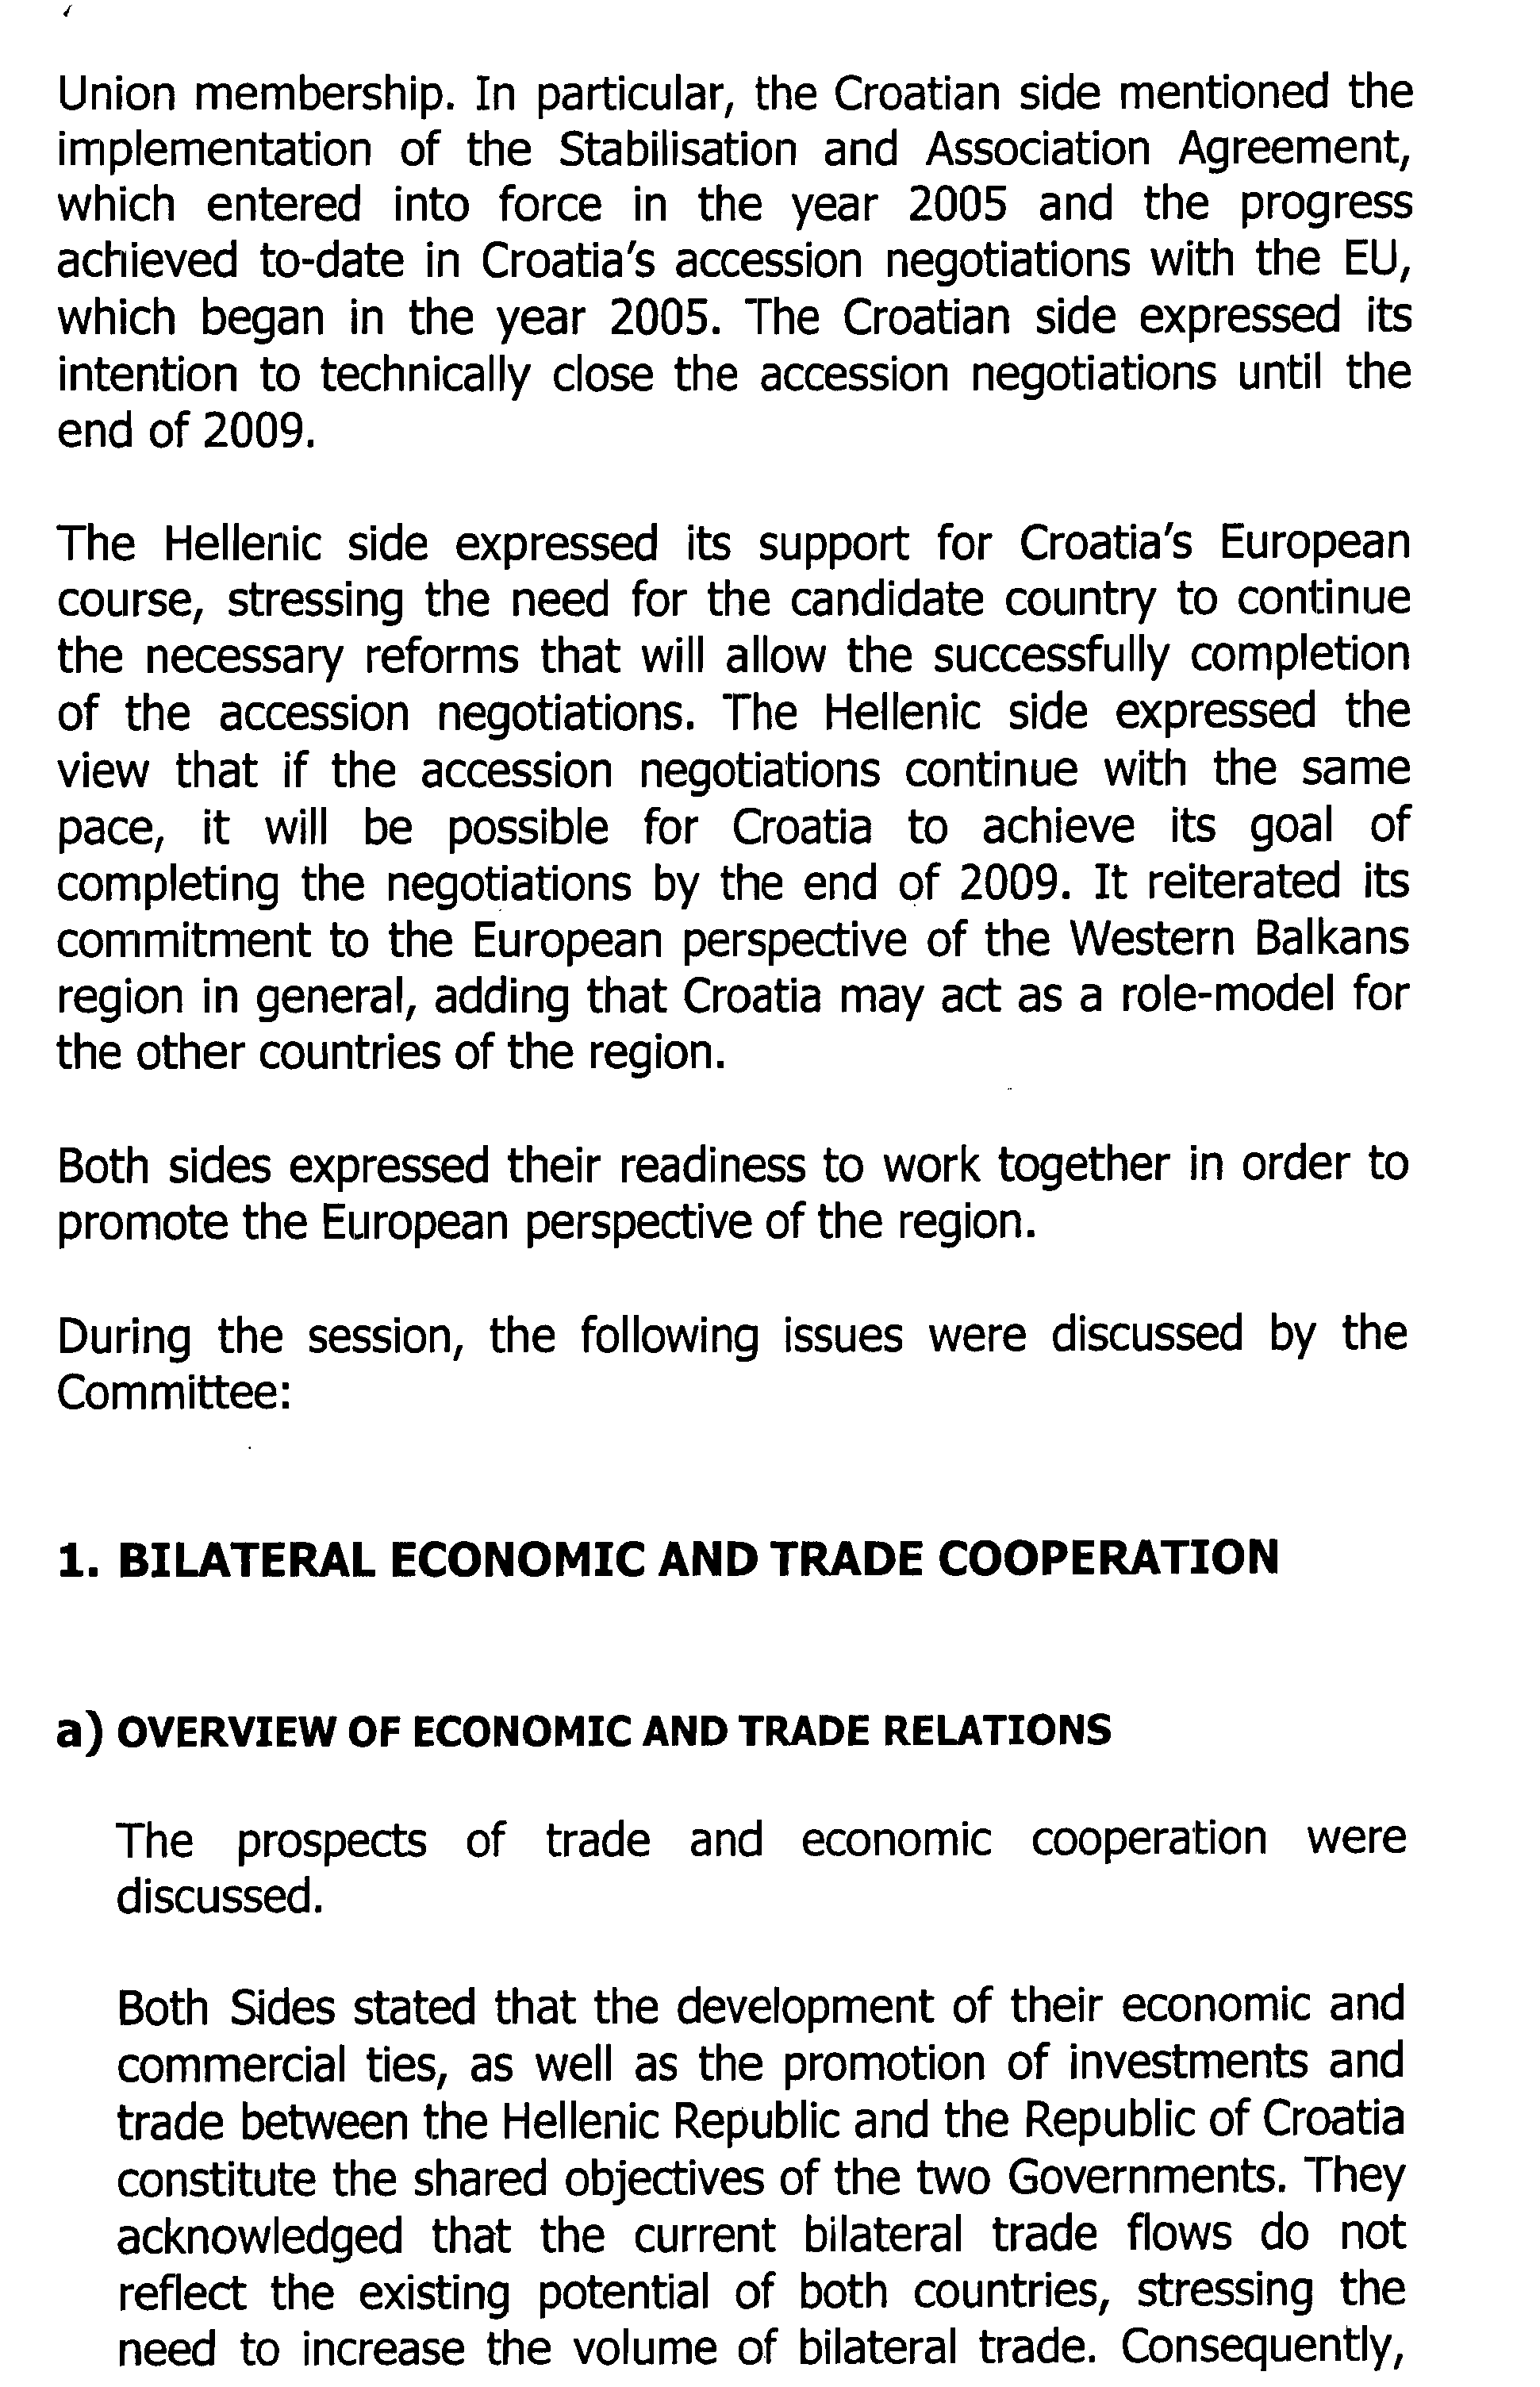 Union membership. In particular, the Croatian side mentioned the
implementation of the Stabilisation and Association Agreement,
which entered into force in the year 2005 and the progress
achieved to-date in Croatia's accession negotiations with the EU,
which began in the year 2005. The Croatian side expressed its
intention to technically close the accession negotiations until the
end of 2009.
The Hellenic side expressed its support for Croatia's European
course, stressing the need for the candidate country to continue
the necessary reforms that will allow the successfully completion
of the accession negotiations. The Hellenic side expressed the
view that if the accession negotiations continue with the same
pace, it will be possible for Croatia to achieve its goal of
completing the negotiations by the end of 2009. It reiterated its
commitment to the European perspective of the Western Balkans
region in general, adding that Croatia may act as a role-model for
the other countries of the region.
Both sides expressed their readiness to work together in order to
promote the European perspective of the region.
During the session, the following issues were discussed by the
Committee:
1. BILATERAL ECONOMIC AND TRADE COOPERATION
a) OVERVIEW OF ECONOMIC AND TRADE RELATIONS
The prospects of trade and economic cooperation were
discussed.
Both Sides stated that the development of their economic and
commercial ties, as well as the promotion of investments and
trade between the Hellenic Republic and the Republic of Croatia
constitute the shared objectives of the two Governments. They
acknowledged that the current bilateral trade flows do not
reflect the existing potential of both countries, stressing the
need to increase the volume of bilateral trade. Consequently,